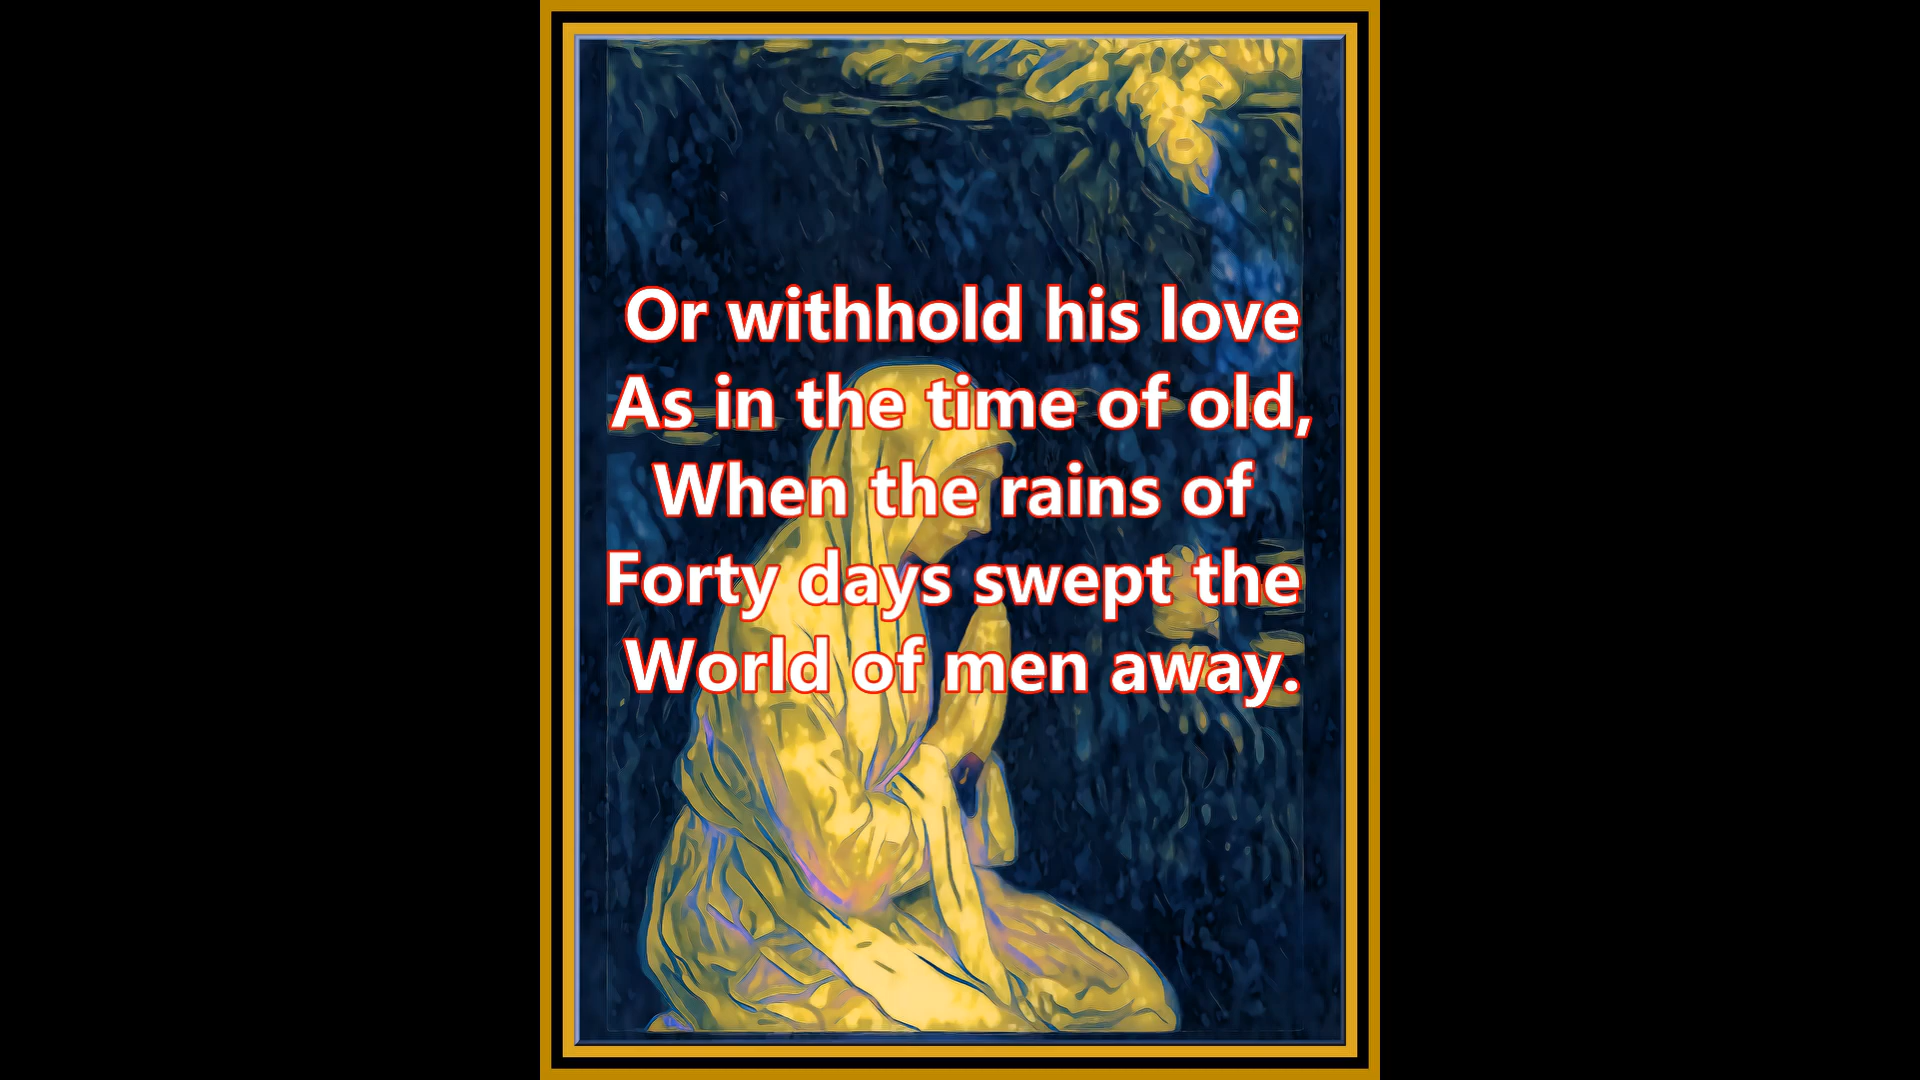 Or withhold his love
As in the time of old,
When the rains of
Forty days swept the
World of men away.